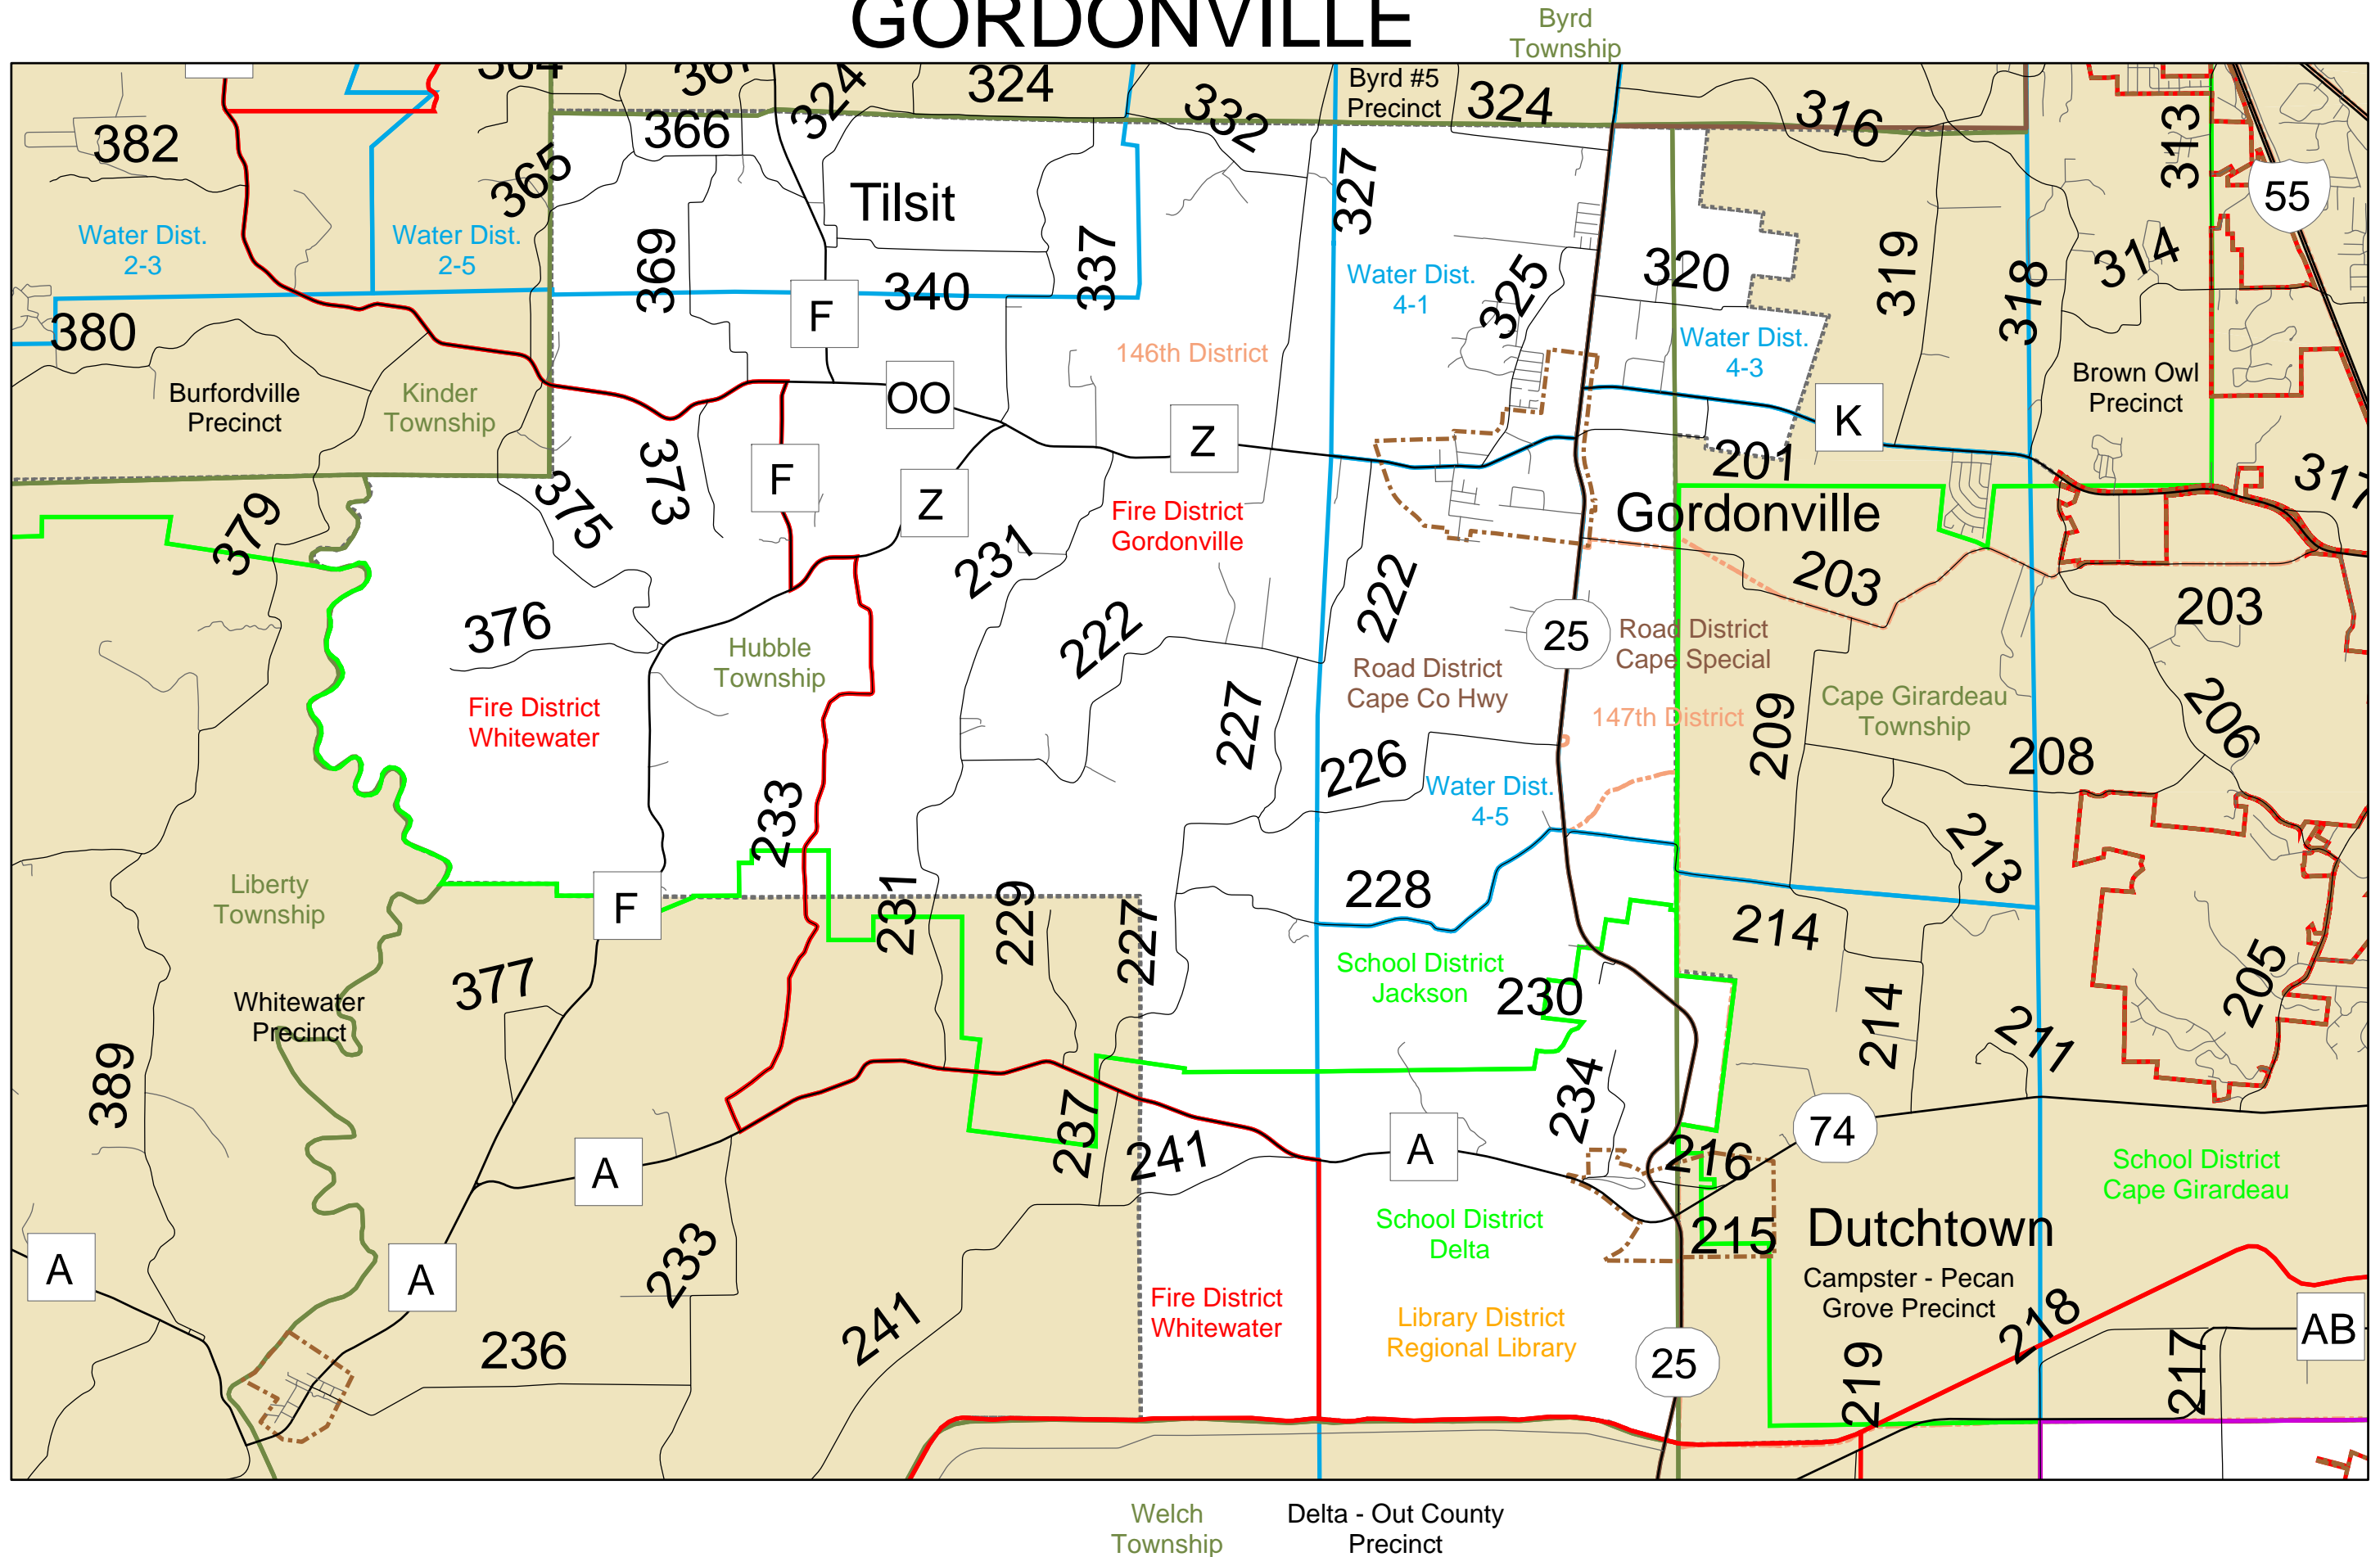 GORDONVILLE
Byrd
Township
364
367
324
324
332
Byrd #5
Precinct
324
316
313
382
366
365
Tilsit
327
55
Water Dist.
2-3
Water Dist.
2-5
369
337
340
F
Water Dist.
4-1
325
320
319
318
314
380
146th District
Water Dist.
4-3
Burfordville
Precinct
Kinder
Township
OO
Z
K
Brown Owl
Precinct
373
F
375
Z
201
317
379
Fire District
Gordonville
Gordonville
231
222
203
203
376
222
25
Road District
Cape Special
Hubble
Township
Road District
Cape Co Hwy
Fire District
Whitewater
227
147th District
209
Cape Girardeau
Township
206
226
208
Water Dist.
4-5
233
213
Liberty
Township
F
231
229
227
228
214
Whitewater
Precinct
377
School District
Jackson
230
214
211
205
389
234
237
241
A
74
216
A
School District
Cape Girardeau
School District
Delta
215
Dutchtown
A
A
233
Campster - Pecan
Grove Precinct
236
241
Fire District
Whitewater
Library District
Regional Library
218
AB
25
219
217
Welch
Township
Delta - Out County
Precinct